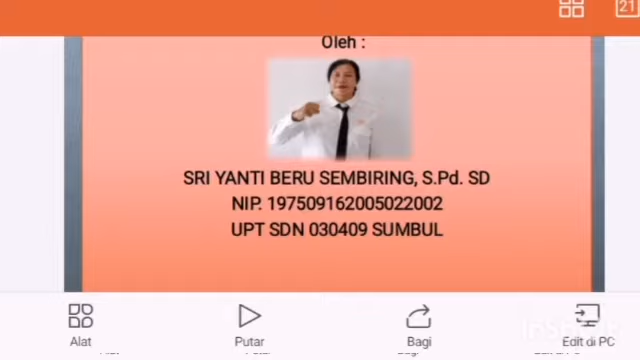 21
Oleh :
SRI YANTI BERU SEMBIRING, S.Pd. SD
NIP. 197509162005022002
UPT SDN 030409 SUMBUL
Alat
Putar
Bagi
Edit di PC